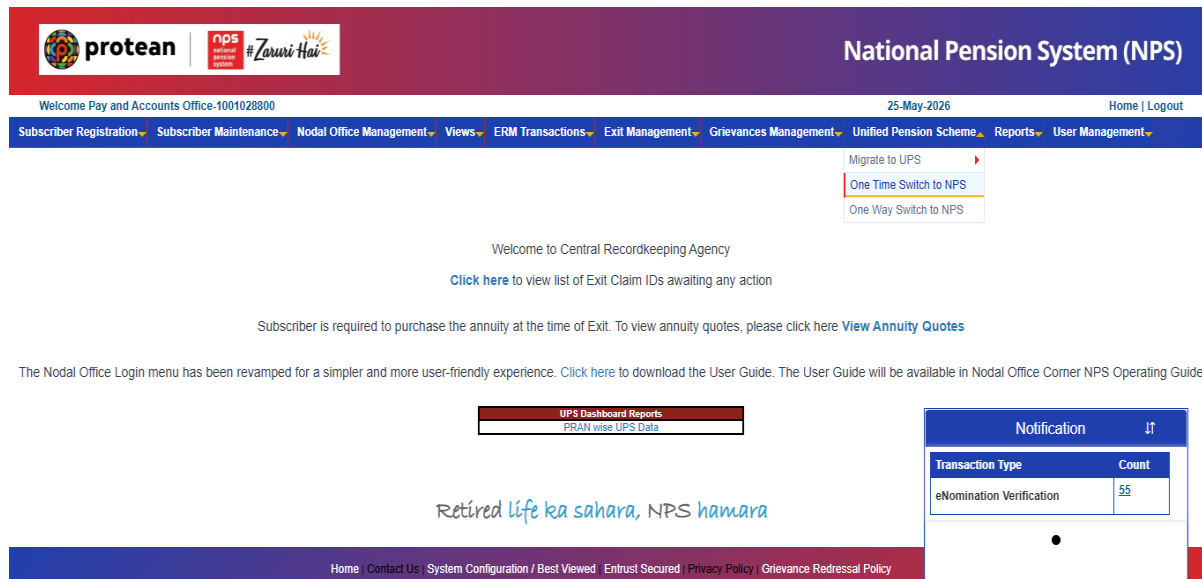 protean
nps
national
pension
system
#Zaruri Hai
National Pension System (NPS)
Welcome Pay and Accounts Office-1001028800
25-May-2026
Home | Logout
Subscriber Registration Subscriber Maintenance Nodal Office Management Views ERM Transactions Exit Management Grievances Management Unified Pension Scheme Reports User Management
Migrate to UPS
One Time Switch to NPS
One Way Switch to NPS
Welcome to Central Recordkeeping Agency
Click here to view list of Exit Claim IDs awaiting any action
Subscriber is required to purchase the annuity at the time of Exit. To view annuity quotes, please click here View Annuity Quotes
The Nodal Office Login menu has been revamped for a simpler and more user-friendly experience. Click here to download the User Guide. The User Guide will be available in Nodal Office Corner NPS Operating Guide
UPS Dashboard Reports
PRAN wise UPS Data
Notification
Transaction Type Count
eNomination Verification 55
Retired life ka sahara, NPS hamara
Home | Contact Us | System Configuration / Best Viewed | Entrust Secured | Privacy Policy | Grievance Redressal Policy